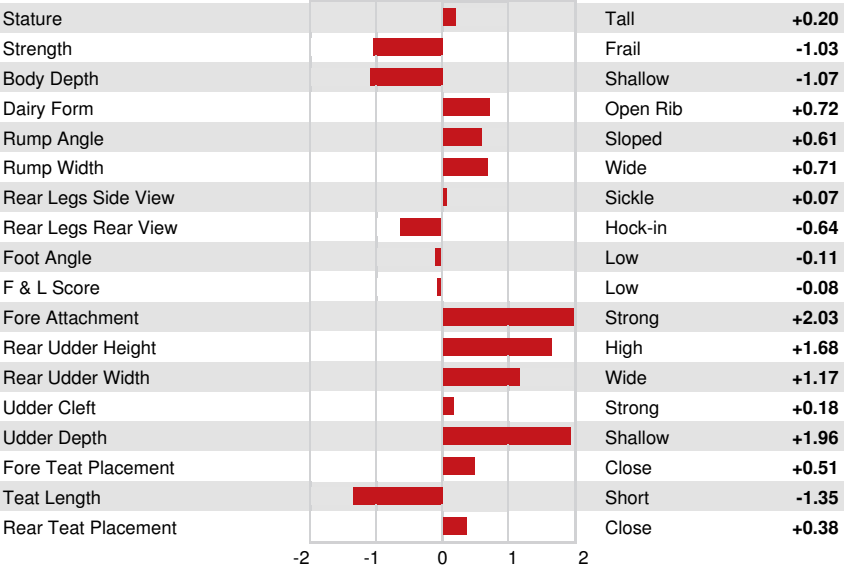 Stature Tall +0.20
Strength Frail -1.03
Body Depth Shallow -1.07
Dairy Form Open Rib +0.72
Rump Angle Sloped +0.61
Rump Width Wide +0.71
Rear Legs Side View Sickle +0.07
Rear Legs Rear View Hock-in -0.64
Foot Angle Low -0.11
F & L Score Low -0.08
Fore Attachment Strong +2.03
Rear Udder Height High +1.68
Rear Udder Width Wide +1.17
Udder Cleft Strong +0.18
Udder Depth Shallow +1.96
Fore Teat Placement Close +0.51
Teat Length Short -1.35
Rear Teat Placement Close +0.38
-2 -1 0 1 2